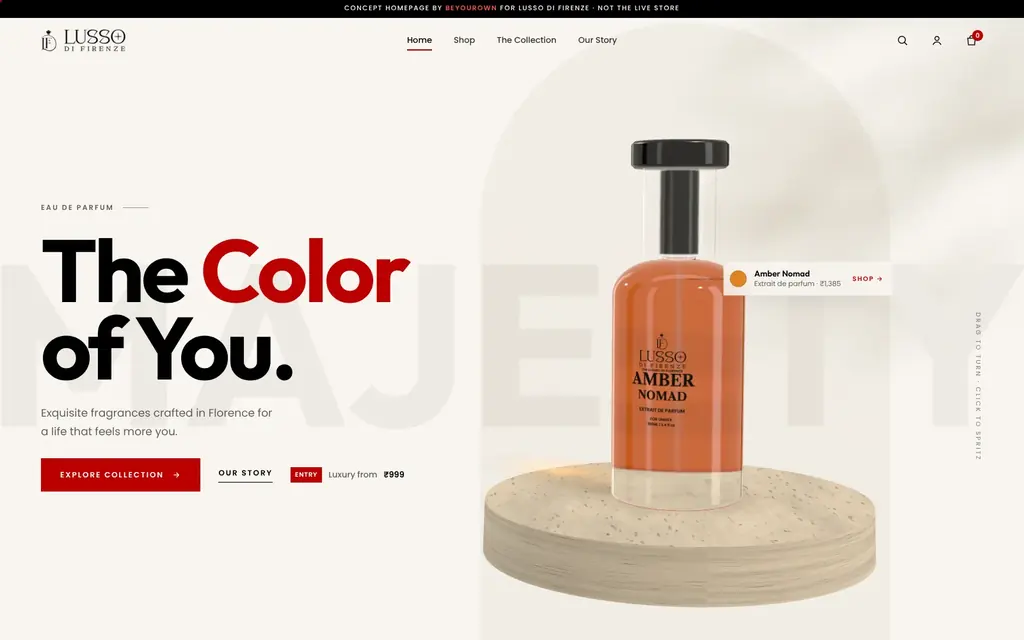 CONCEPT HOMEPAGE BY BEYOUROWN FOR LUSSO DI FIRENZE · NOT THE LIVE STORE
LUSSO
DI FIRENZE
Home
Shop
The Collection
Our Story
0
EAU DE PARFUM
The Color
of You.
MAJESTY
Exquisite fragrances crafted in Florence for
a life that feels more you.
EXPLORE COLLECTION →
OUR STORY
ENTRY
Luxury from ₹999
LUSSO
DI FIRENZE
AMBER
NOMAD
EXTRAIT DE PARFUM
Amber Nomad
Extrait de parfum · ₹1,385
SHOP →
DRAG TO TURN · CLICK TO SPRITZ